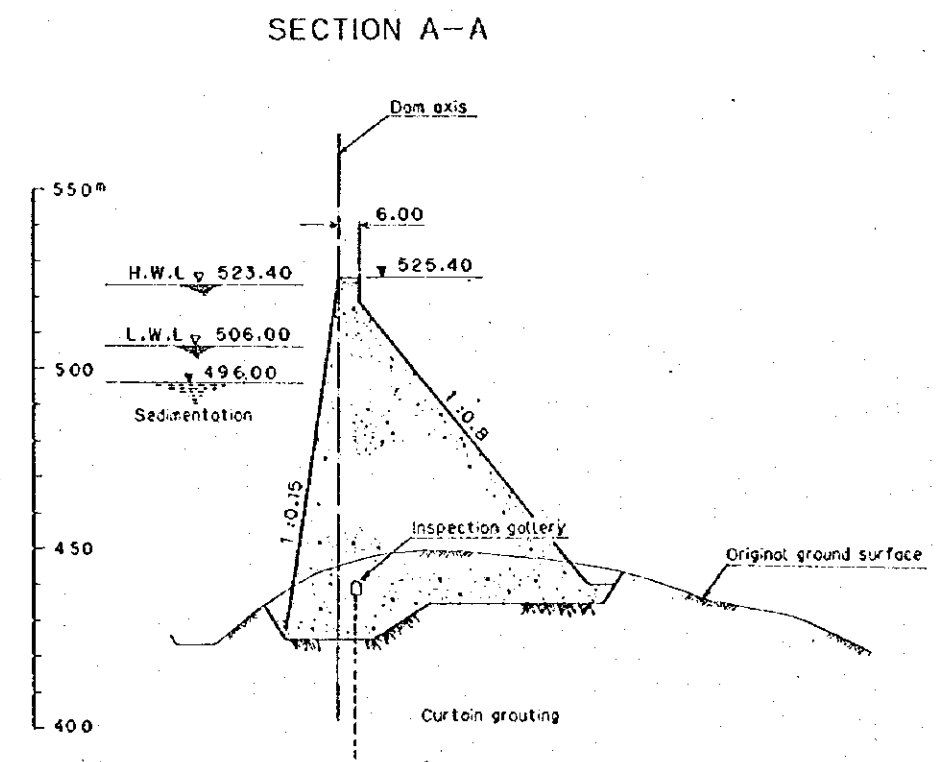 SECTION A-A
Dam axis
550m
6.00
H.W.L 523.40
525.40
L.W.L 506.00
500
496.00
Sedimentation
1:0.8
1:0.15
Inspection gallery
450
Original ground surface
Curtain grouting
400